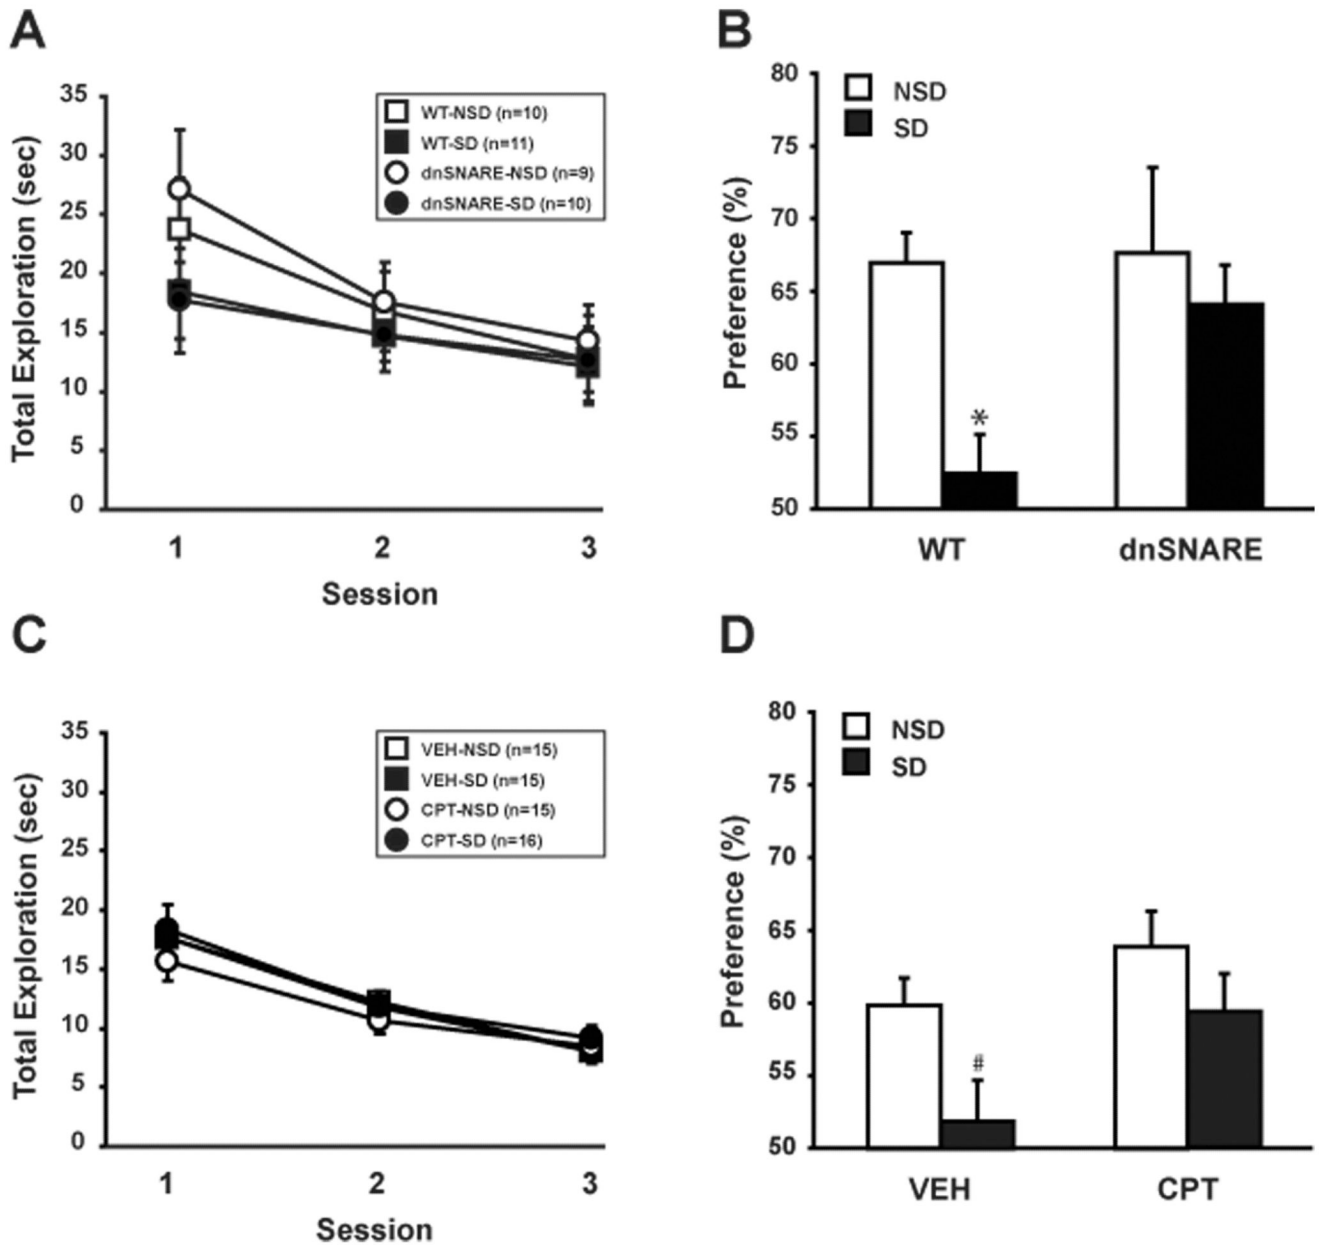 A
Total Exploration (sec)
35
30
25
20
15
10
5
0
WT-NSD (n=10)
WT-SD (n=11)
dnSNARE-NSD (n=9)
dnSNARE-SD (n=10)
1 2 3
Session
B
Preference (%)
80
75
70
65
60
55
50
NSD
SD
*
WT dnSNARE
C
Total Exploration (sec)
35
30
25
20
15
10
5
0
VEH-NSD (n=15)
VEH-SD (n=15)
CPT-NSD (n=15)
CPT-SD (n=16)
1 2 3
Session
D
Preference (%)
80
75
70
65
60
55
50
NSD
SD
#
VEH CPT